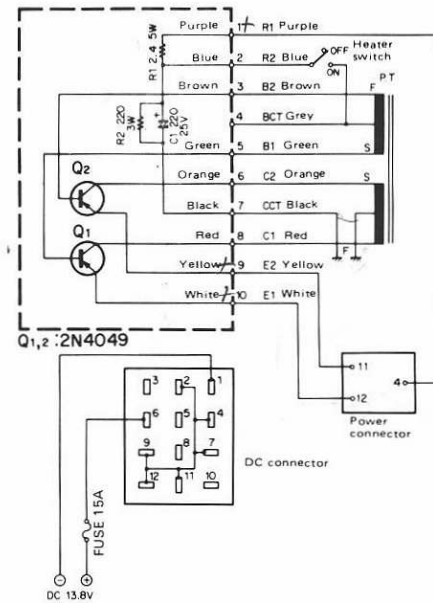 Purple 1 R1 Purple
R1 2.4 5W
Blue 2 R2 Blue OFF Heater switch
ON
Brown 3 B2 Brown F P.T
R2 220 3W
+ C1 220 25V
4 BCT Grey
Green 5 B1 Green S
Orange 6 C2 Orange S
Q2
Black 7 CCT Black
Q1
Red 8 C1 Red F
Yellow 9 E2 Yellow
White 10 E1 White
Q1,2 : 2N4049
11
4
12
Power connector
3 2 1
6 5 4
9 8 7
12 11 10
DC connector
FUSE 15A
⊖ ⊕
DC 13.8V